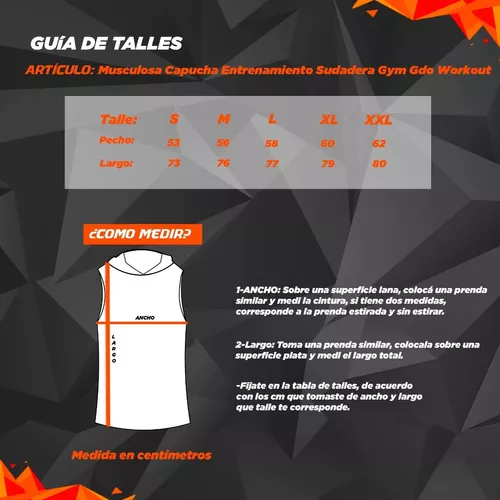 GUÍA DE TALLES
ARTÍCULO: Musculosa Capucha Entrenamiento Sudadera Gym Gdo Workout
Talle: S M L XL XXL
Pecho: 53 56 58 60 62
Largo: 73 76 77 79 80
¿COMO MEDIR?
ANCHO
LARGO
1-ANCHO: Sobre una superficie lana, colocá una prenda
similar y medi la cintura, si tiene dos medidas,
corresponde a la prenda estirada y sin estirar.
2-Largo: Toma una prenda similar, colocala sobre una
superficie plata y medi el largo total.
-Fijate en la tabla de talles, de acuerdo
con los cm que tomaste de ancho y largo
que talle te corresponde.
Medida en centímetros